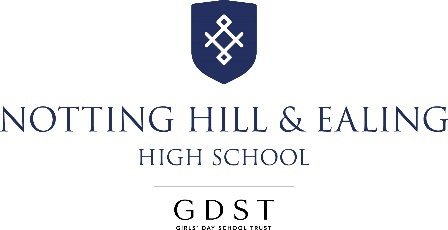 NOTTING HILL & EALING
HIGH SCHOOL
GDST
GIRLS' DAY SCHOOL TRUST